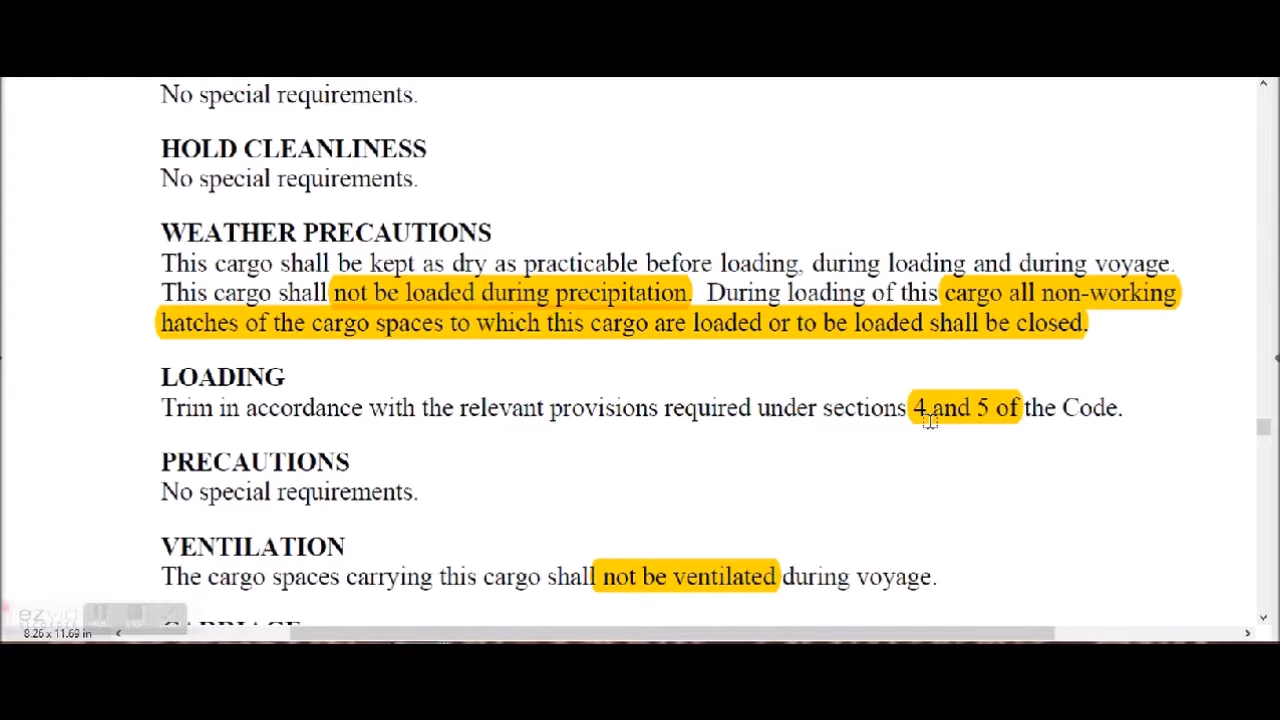 No special requirements.
HOLD CLEANLINESS
No special requirements.
WEATHER PRECAUTIONS
This cargo shall be kept as dry as practicable before loading, during loading and during voyage.
This cargo shall not be loaded during precipitation. During loading of this cargo all non-working
hatches of the cargo spaces to which this cargo are loaded or to be loaded shall be closed.
LOADING
Trim in accordance with the relevant provisions required under sections 4 and 5 of the Code.
PRECAUTIONS
No special requirements.
VENTILATION
The cargo spaces carrying this cargo shall not be ventilated during voyage.
CARRIAGE
8.26 x 11.69 in